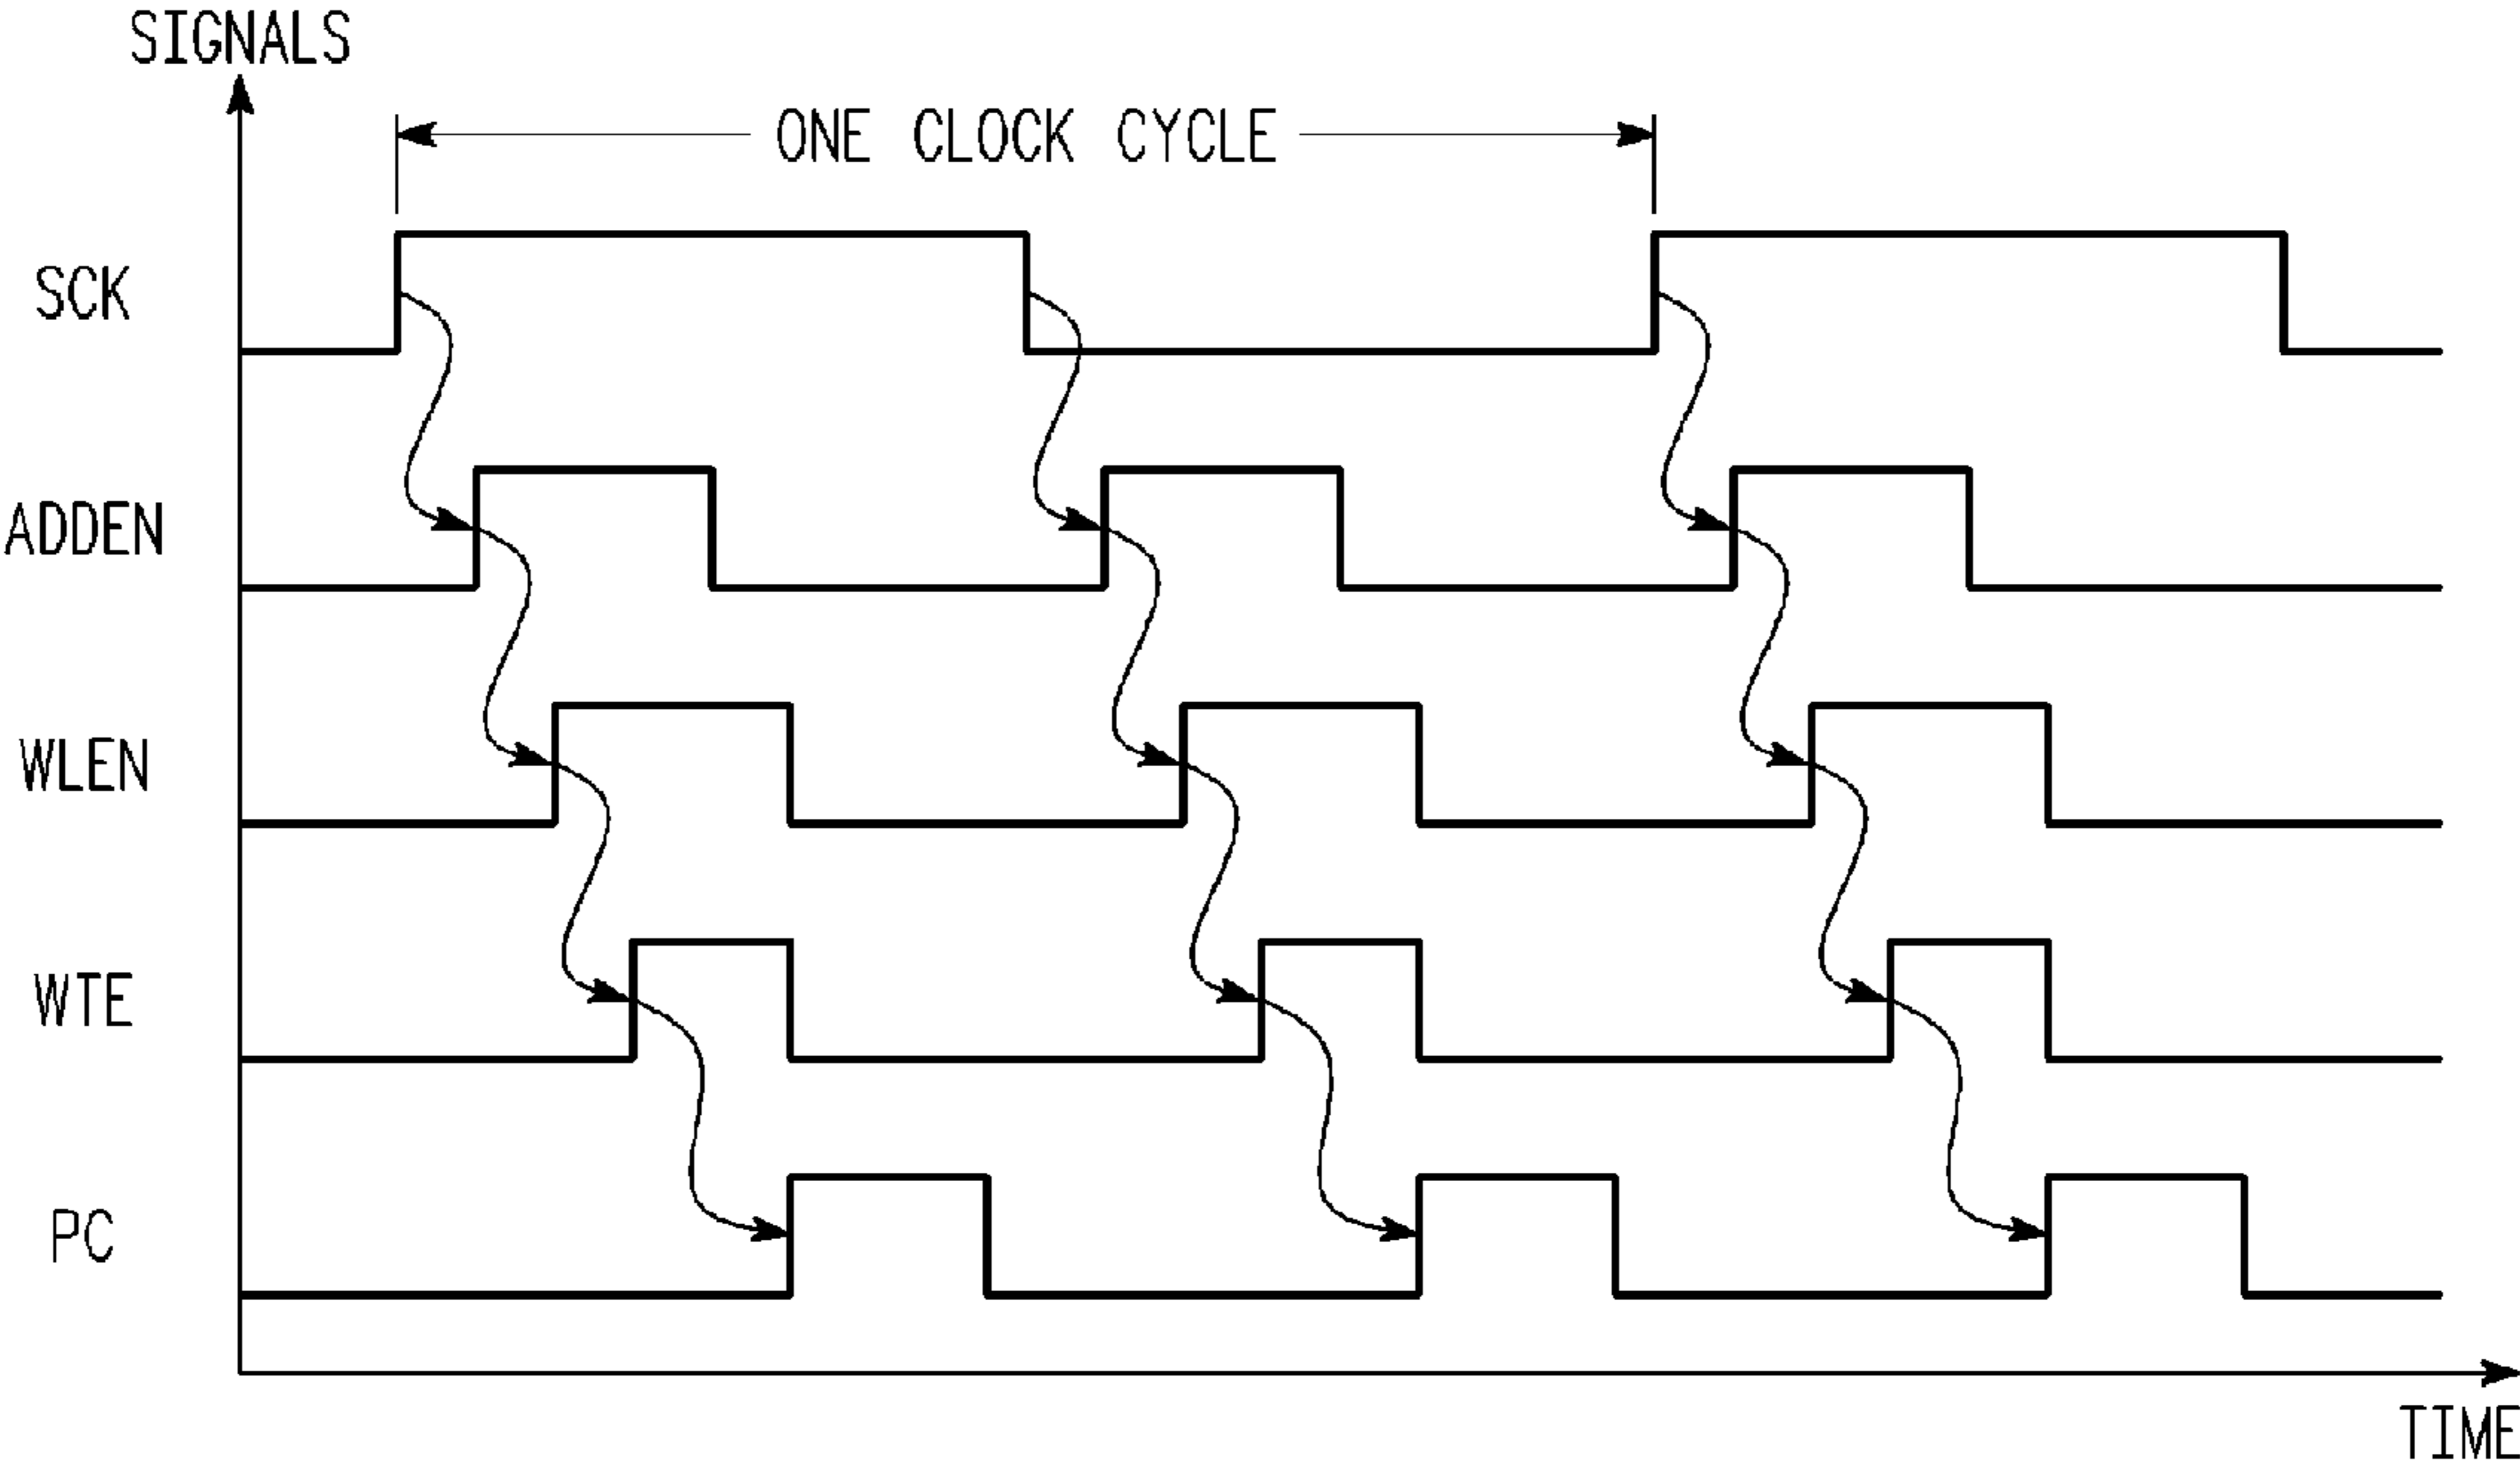 SIGNALS
ONE CLOCK CYCLE
SCK
ADDEN
WLEN
WTE
PC
TIME